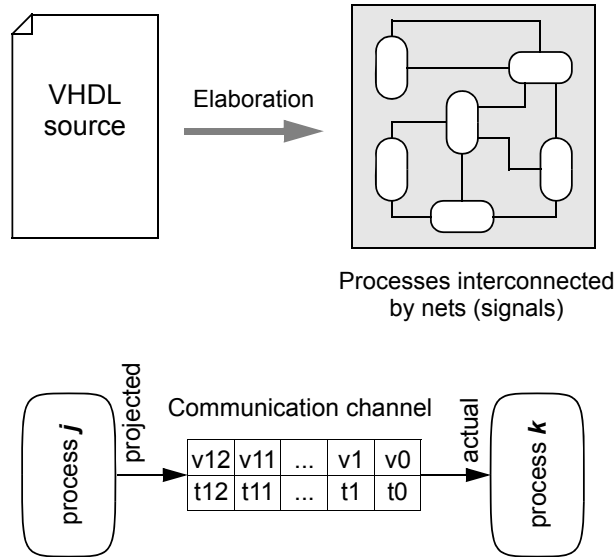 VHDL
source
Elaboration
Processes interconnected
by nets (signals)
process j
projected
Communication channel
v12 v11 ... v1 v0
t12 t11 ... t1 t0
actual
process k